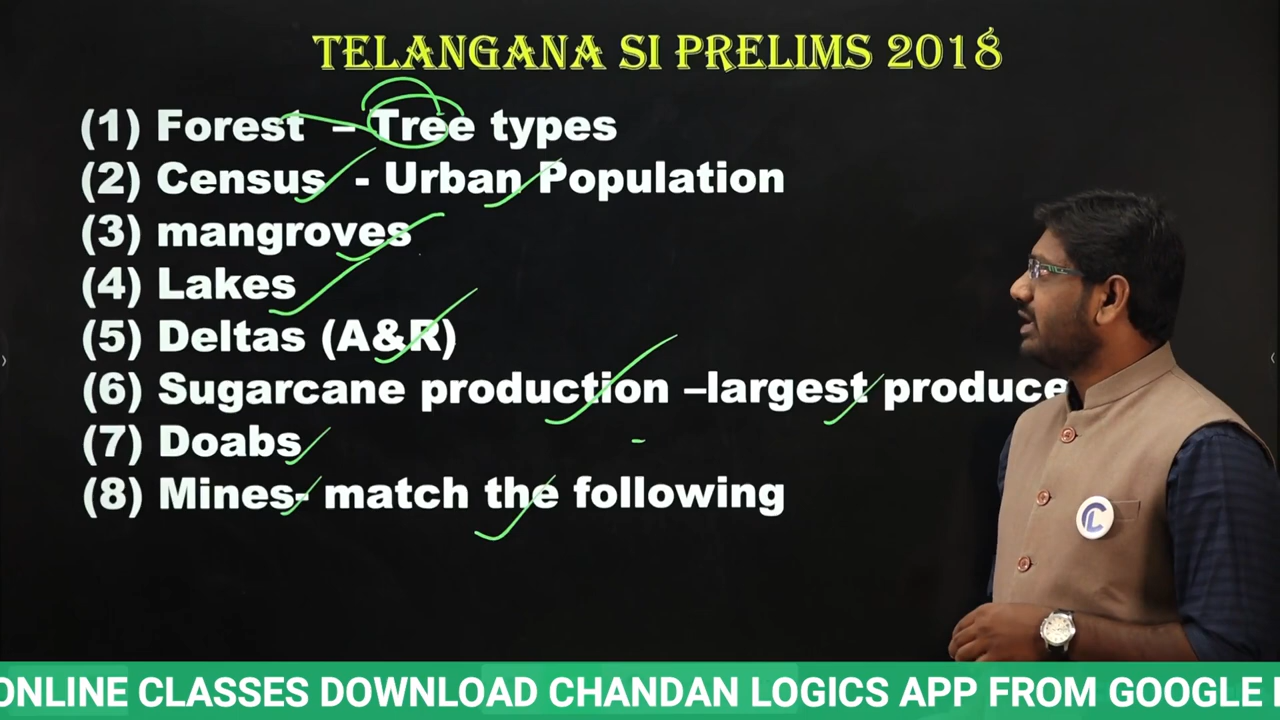 TELANGANA SI PRELIMS 2018
(1) Forest – Tree types
(2) Census - Urban Population
(3) mangroves
(4) Lakes
(5) Deltas (A&R)
(6) Sugarcane production –largest produce
(7) Doabs
(8) Mines- match the following
CL
ONLINE CLASSES DOWNLOAD CHANDAN LOGICS APP FROM GOOGLE